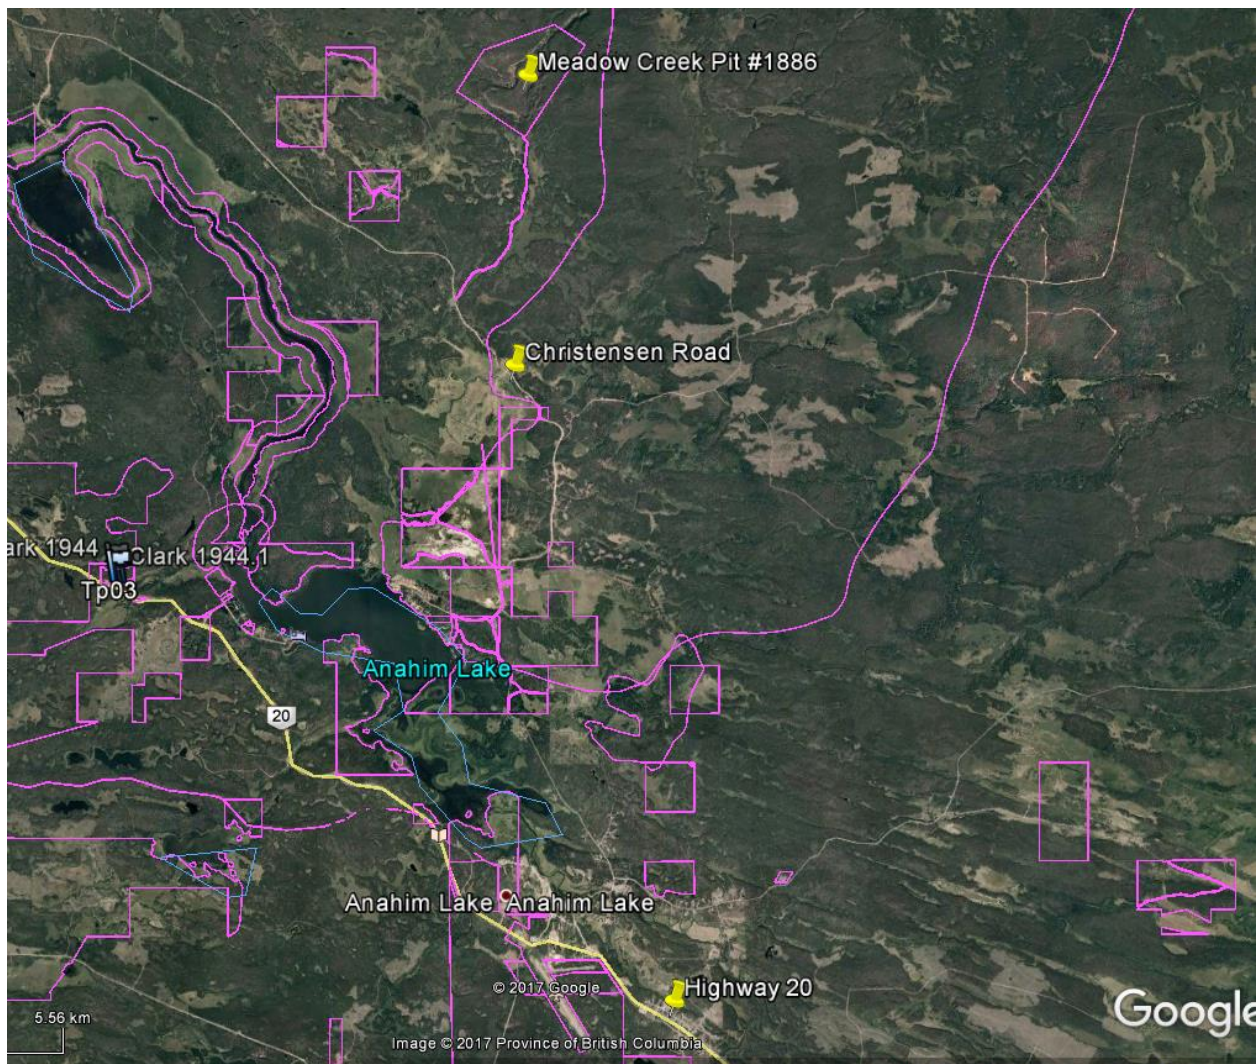 Meadow Creek Pit #1886
Christensen Road
ark 1944
Clark 1944.1
Tp03
Anahim Lake
20
Anahim Lake
Anahim Lake
Highway 20
© 2017 Google
Google
5.56 km
Image © 2017 Province of British Columbia